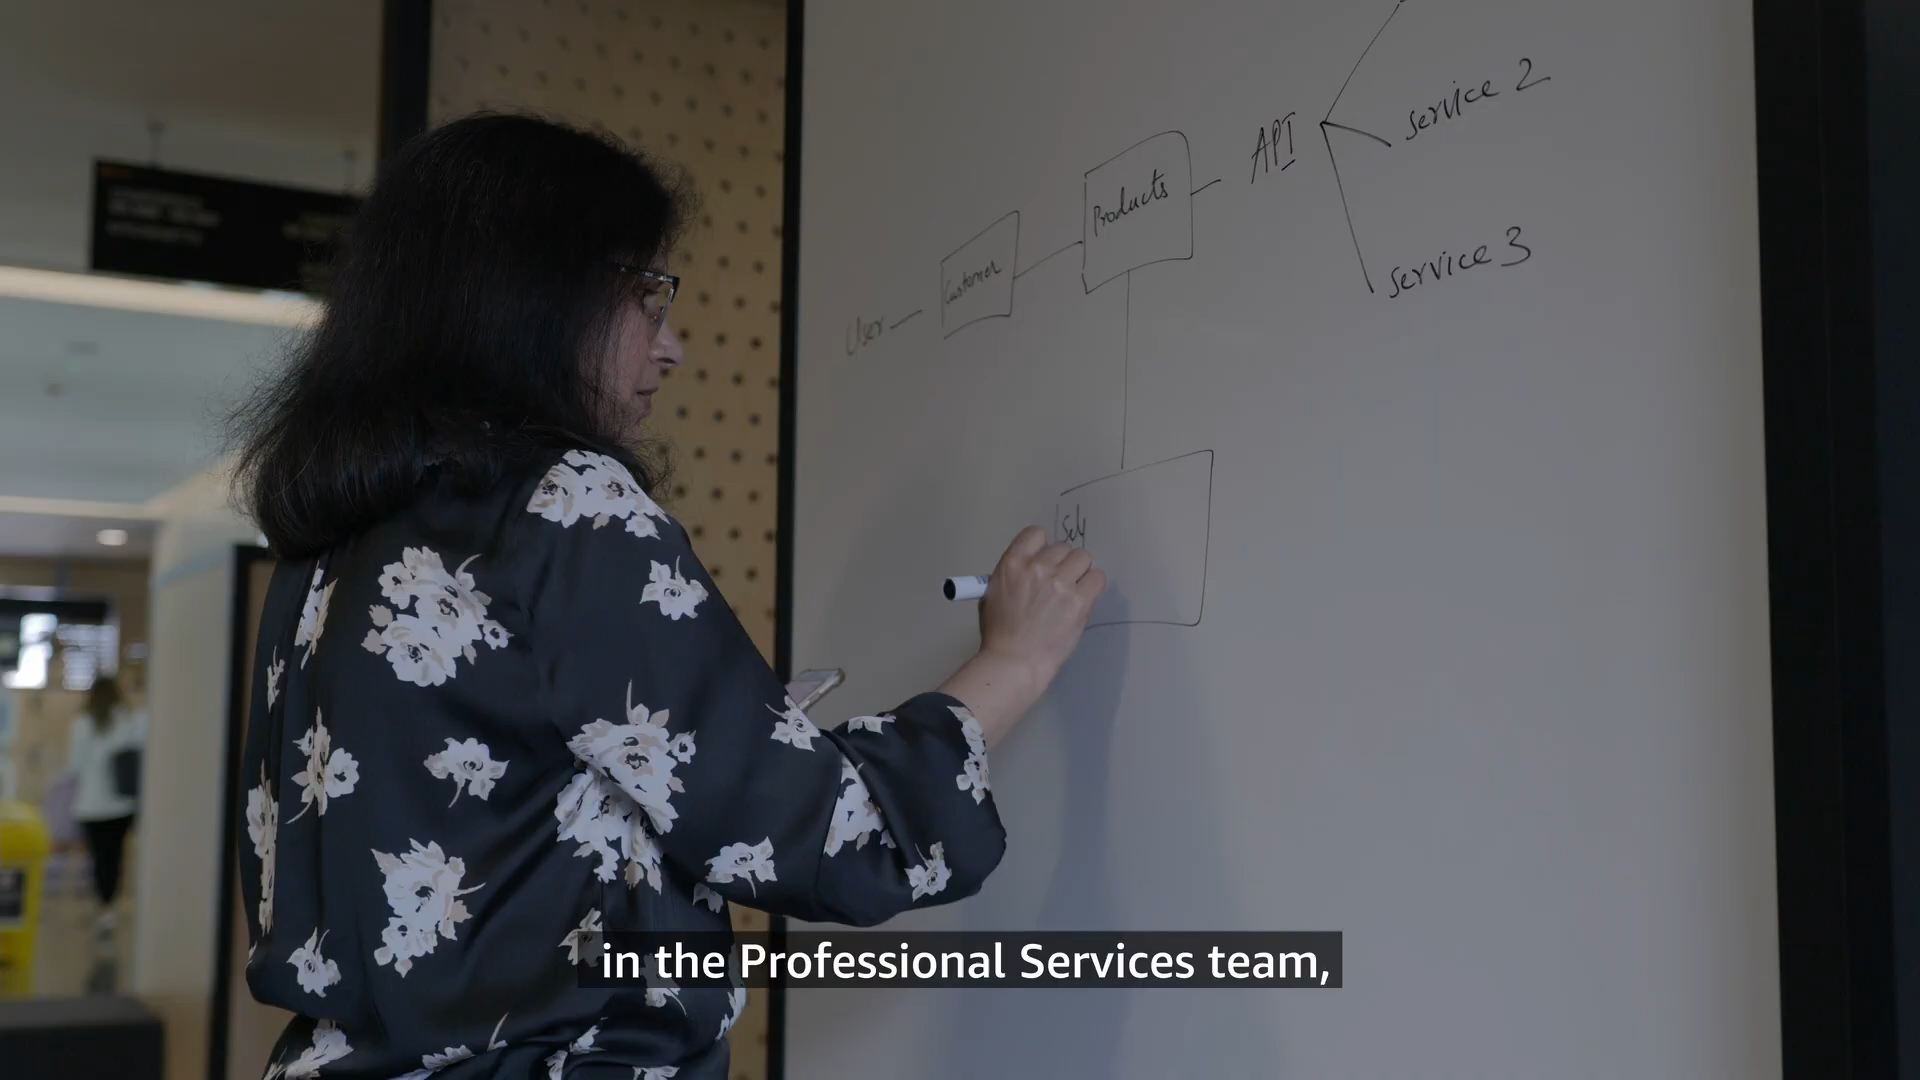 service 2
API
Products
service 3
Customer
User
in the Professional Services team,